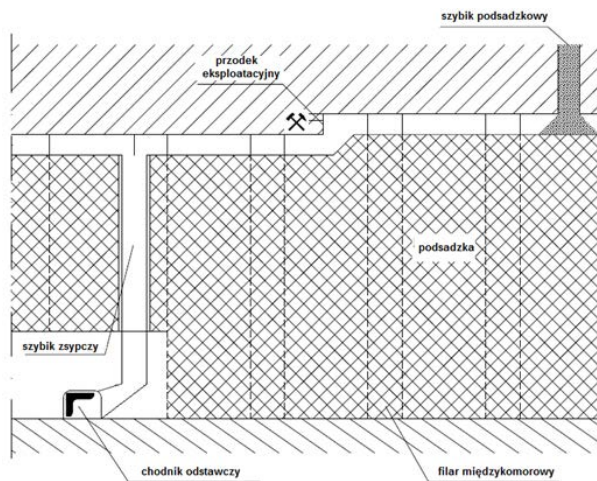 szybik podsadzkowy
przodek
eksploatacyjny
podsadzka
szybik zsypczy
chodnik odstawczy
filar międzykomorowy